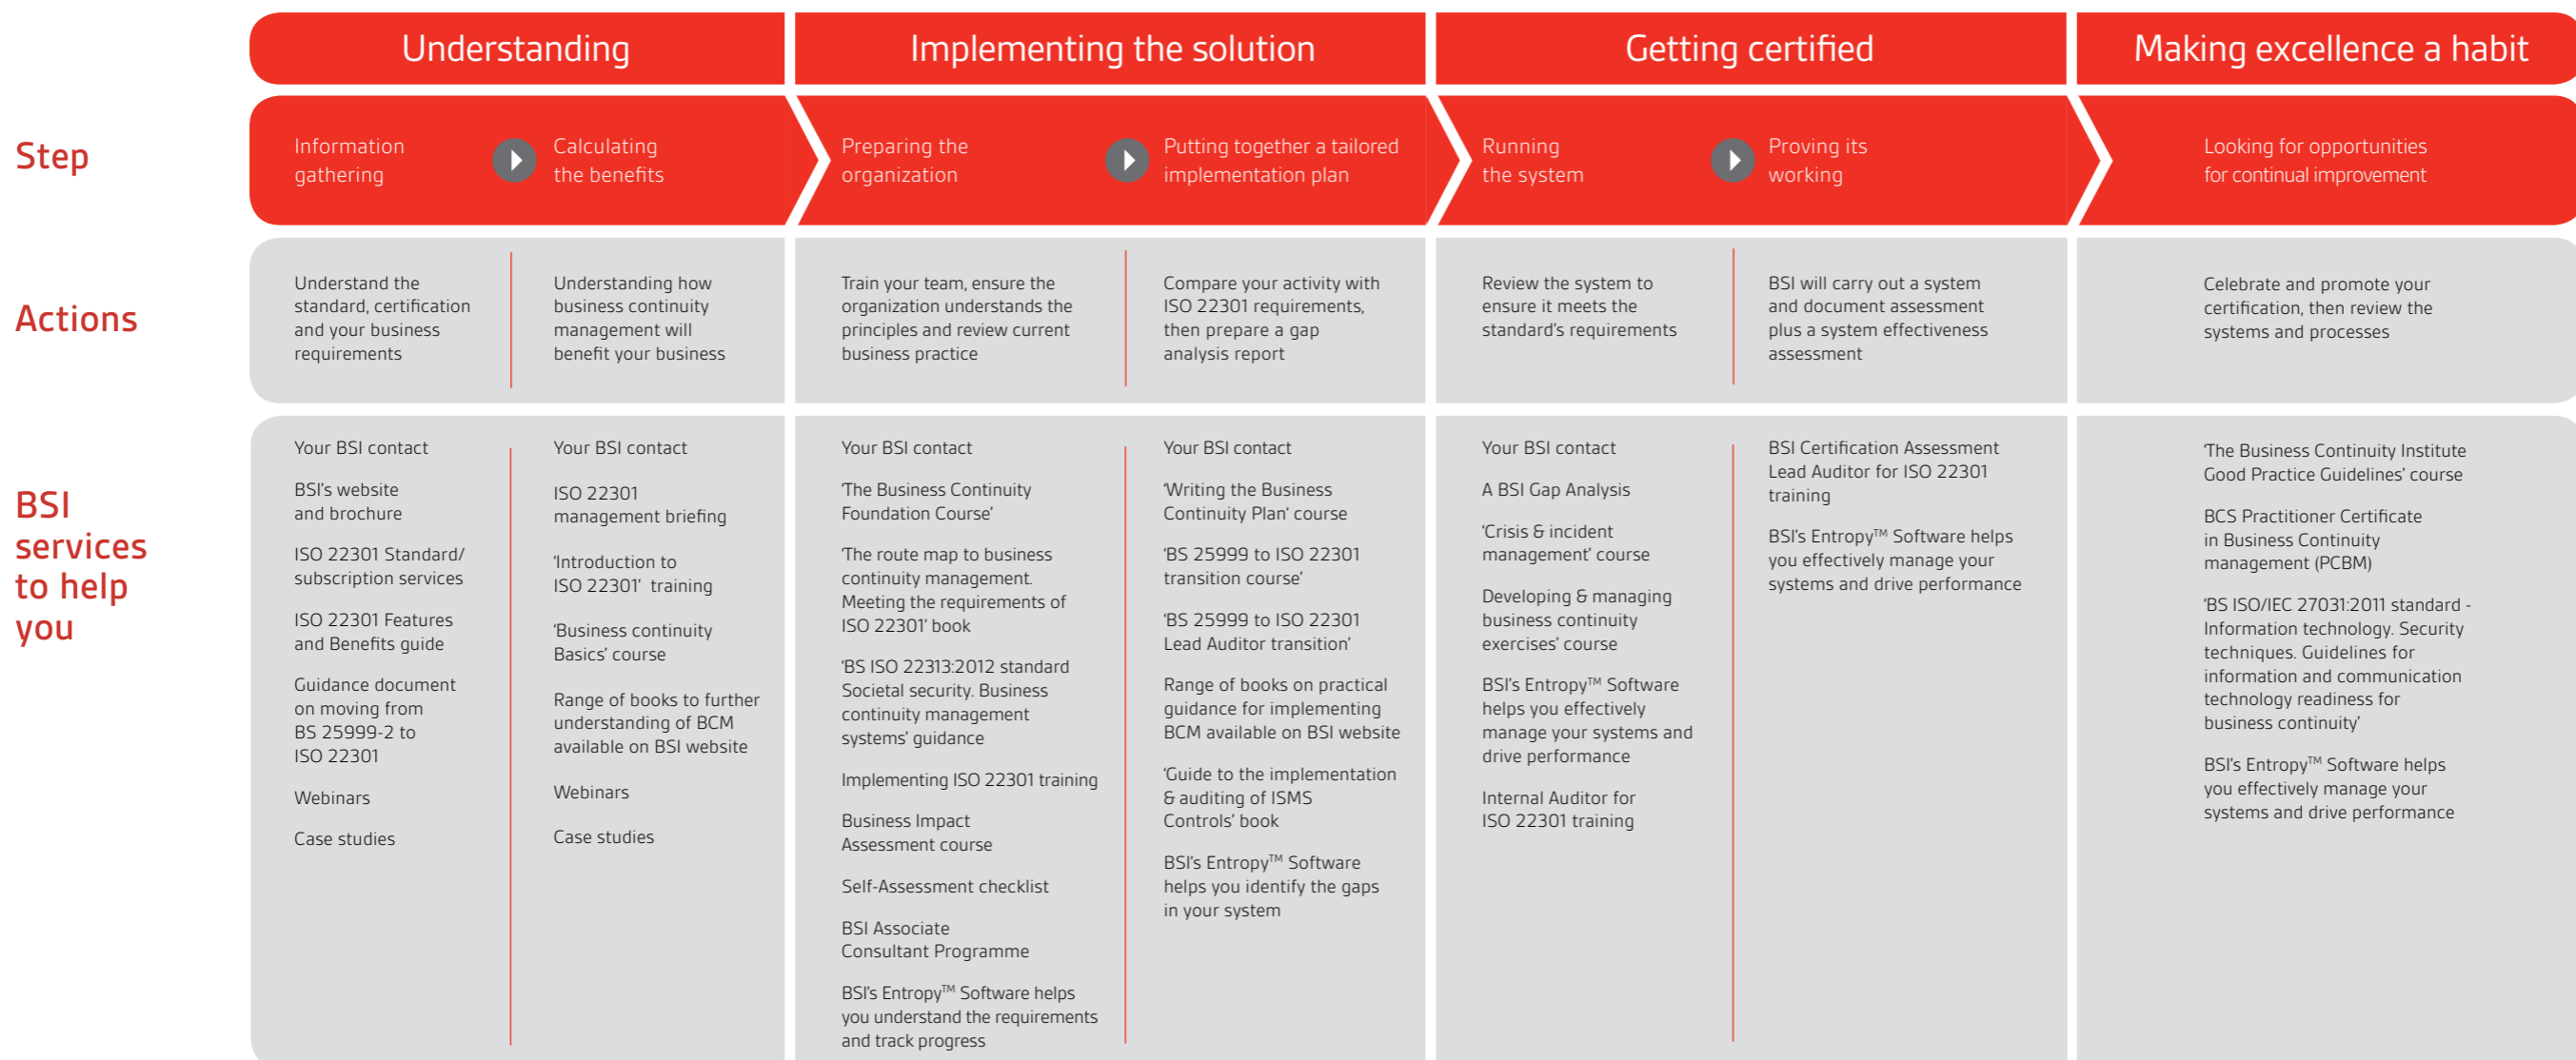 Understanding
Implementing the solution
Getting certified
Making excellence a habit
Step
Information
gathering
Calculating
the benefits
Preparing the
organization
Putting together a tailored
implementation plan
Running
the system
Proving its
working
Looking for opportunities
for continual improvement
Actions
Understand the
standard, certification
and your business
requirements
Understanding how
business continuity
management will
benefit your business
Train your team, ensure the
organization understands the
principles and review current
business practice
Compare your activity with
ISO 22301 requirements,
then prepare a gap
analysis report
Review the system to
ensure it meets the
standard's requirements
BSI will carry out a system
and document assessment
plus a system effectiveness
assessment
Celebrate and promote your
certification, then review the
systems and processes
BSI
services
to help
you
Your BSI contact
BSI's website
and brochure
ISO 22301 Standard/
subscription services
ISO 22301 Features
and Benefits guide
Guidance document
on moving from
BS 25999-2 to
ISO 22301
Webinars
Case studies
Your BSI contact
ISO 22301
management briefing
‘Introduction to
ISO 22301’ training
‘Business continuity
Basics’ course
Range of books to further
understanding of BCM
available on BSI website
Webinars
Case studies
Your BSI contact
‘The Business Continuity
Foundation Course’
‘The route map to business
continuity management.
Meeting the requirements of
ISO 22301’ book
‘BS ISO 22313:2012 standard
Societal security. Business
continuity management
systems’ guidance
Implementing ISO 22301 training
Business Impact
Assessment course
Self-Assessment checklist
BSI Associate
Consultant Programme
BSI's Entropy™ Software helps
you understand the requirements
and track progress
Your BSI contact
‘Writing the Business
Continuity Plan‘ course
‘BS 25999 to ISO 22301
transition course’
‘BS 25999 to ISO 22301
Lead Auditor transition’
Range of books on practical
guidance for implementing
BCM available on BSI website
‘Guide to the implementation
& auditing of ISMS
Controls’ book
BSI's Entropy™ Software
helps you identify the gaps
in your system
Your BSI contact
A BSI Gap Analysis
‘Crisis & incident
management’ course
Developing & managing
business continuity
exercises’ course
BSI's Entropy™ Software
helps you effectively
manage your systems and
drive performance
Internal Auditor for
ISO 22301 training
BSI Certification Assessment
Lead Auditor for ISO 22301
training
BSI's Entropy™ Software helps
you effectively manage your
systems and drive performance
‘The Business Continuity Institute
Good Practice Guidelines’ course
BCS Practitioner Certificate
in Business Continuity
management (PCBM)
‘BS ISO/IEC 27031:2011 standard -
Information technology. Security
techniques. Guidelines for
information and communication
technology readiness for
business continuity’
BSI's Entropy™ Software helps
you effectively manage your
systems and drive performance